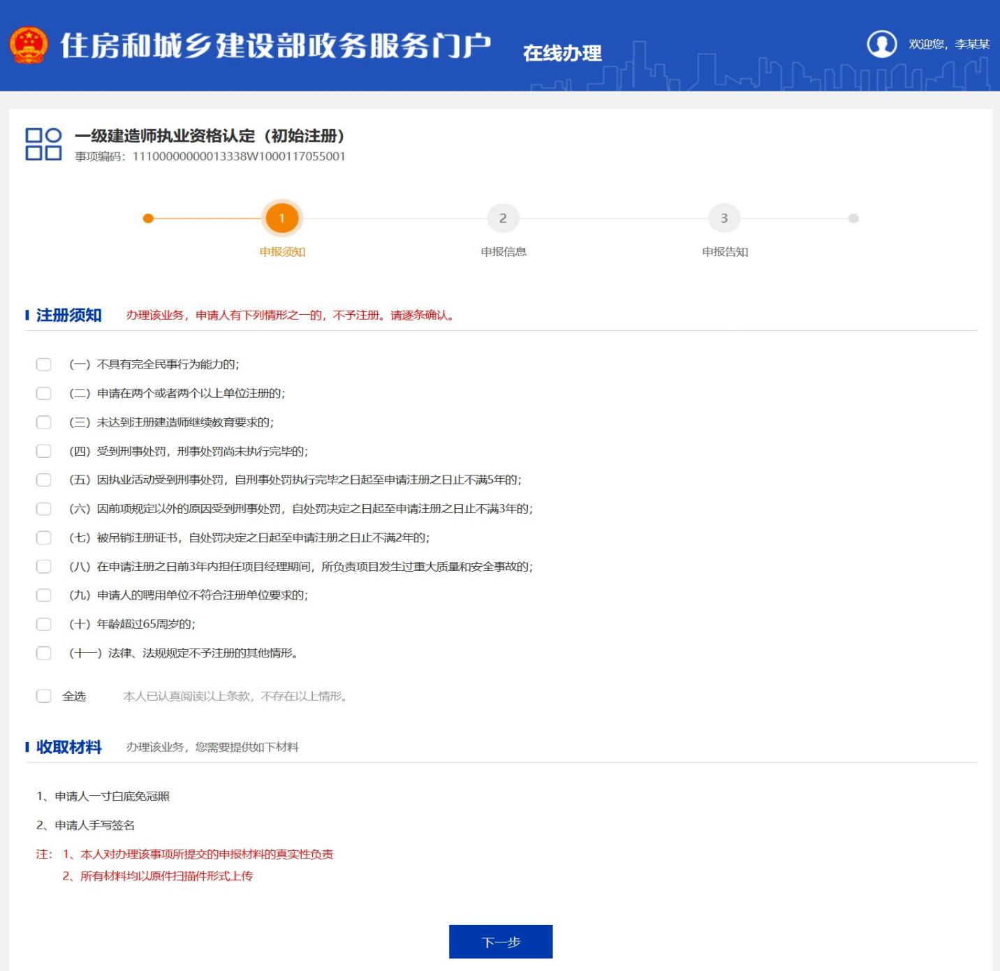 住房和城乡建设部政务服务门户
在线办理
欢迎您，李某某
一级建造师执业资格认定（初始注册）
事项编码：11100000000013338W1000117055001
1
2
3
申报须知
申报信息
申报告知
注册须知 办理该业务，申请人有下列情形之一的，不予注册。请逐条确认。
（一）不具有完全民事行为能力的；
（二）申请在两个或者两个以上单位注册的；
（三）未达到注册建造师继续教育要求的；
（四）受到刑事处罚，刑事处罚尚未执行完毕的；
（五）因执业活动受到刑事处罚，自刑事处罚执行完毕之日起至申请注册之日止不满5年的；
（六）因前项规定以外的原因受到刑事处罚，自处罚决定之日起至申请注册之日止不满3年的；
（七）被吊销注册证书，自处罚决定之日起至申请注册之日止不满2年的；
（八）在申请注册之日前3年内担任项目经理期间，所负责项目发生过重大质量和安全事故的；
（九）申请人的聘用单位不符合注册单位要求的；
（十）年龄超过65周岁的；
（十一）法律、法规规定不予注册的其他情形。
全选 本人已认真阅读以上条款，不存在以上情形。
收取材料 办理该业务，您需要提供如下材料
1、申请人一寸白底免冠照
2、申请人手写签名
注：1、本人对办理该事项所提交的申报材料的真实性负责
2、所有材料均以原件扫描件形式上传
下一步